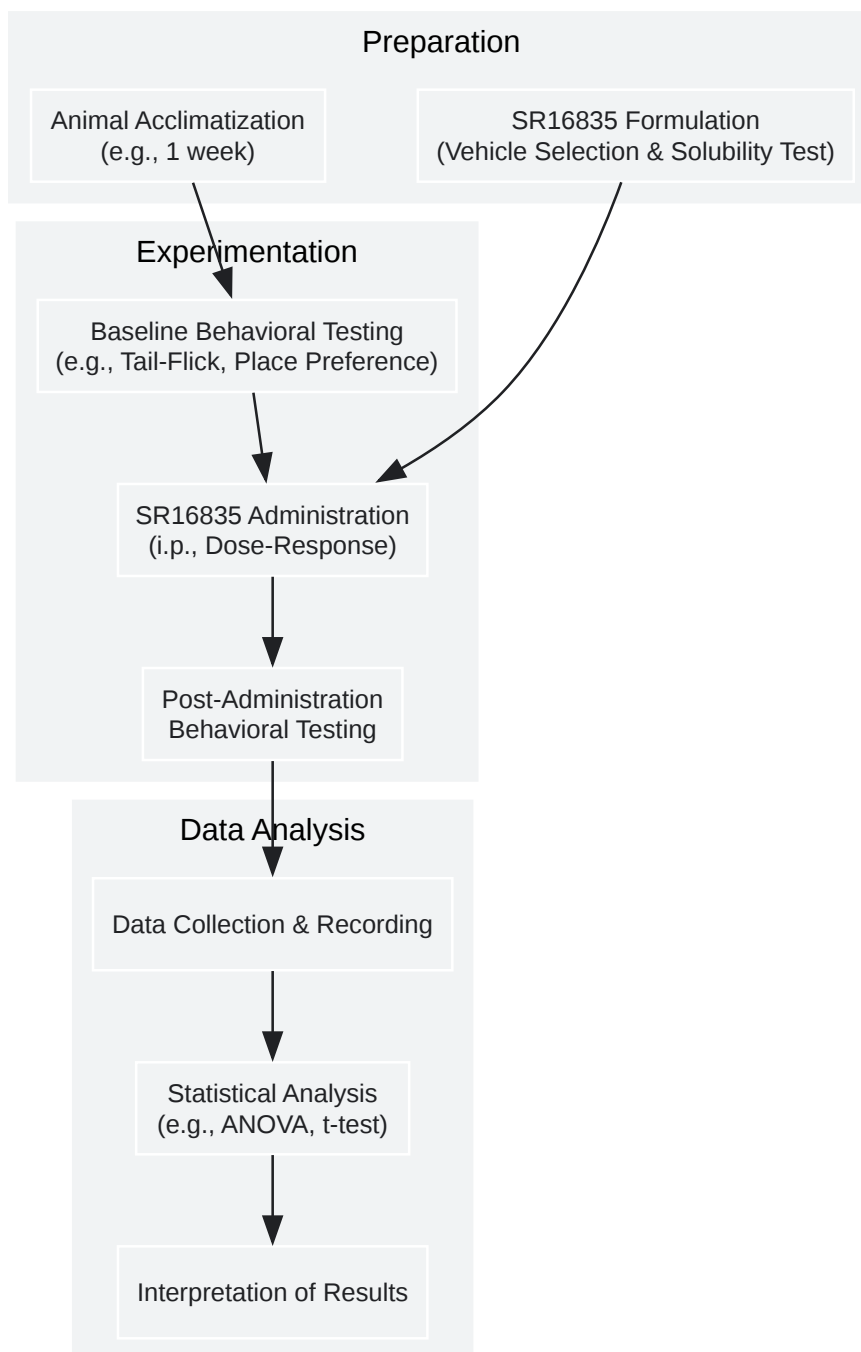 Preparation
Animal Acclimatization
(e.g., 1 week)
SR16835 Formulation
(Vehicle Selection & Solubility Test)
Experimentation
Baseline Behavioral Testing
(e.g., Tail-Flick, Place Preference)
SR16835 Administration
(i.p., Dose-Response)
Post-Administration
Behavioral Testing
Data Analysis
Data Collection & Recording
Statistical Analysis
(e.g., ANOVA, t-test)
Interpretation of Results